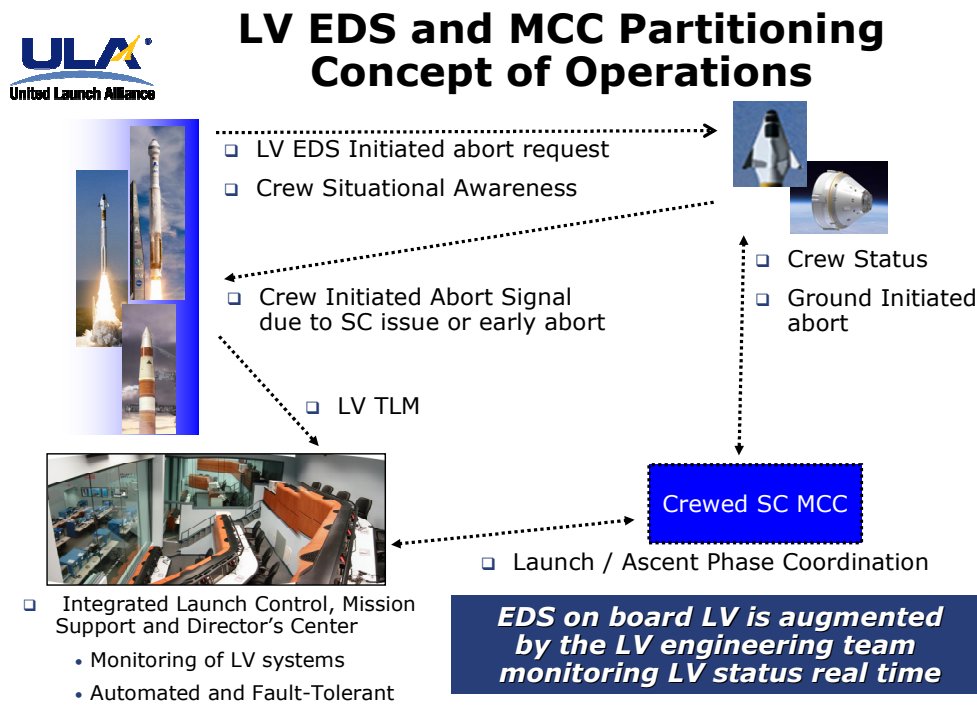 LV EDS and MCC Partitioning
Concept of Operations
ULA
United Launch Alliance
❑ LV EDS Initiated abort request
❑ Crew Situational Awareness
❑ Crew Initiated Abort Signal
due to SC issue or early abort
❑ Crew Status
❑ Ground Initiated
abort
❑ LV TLM
Crewed SC MCC
❑ Launch / Ascent Phase Coordination
❑ Integrated Launch Control, Mission
Support and Director’s Center
• Monitoring of LV systems
• Automated and Fault-Tolerant
EDS on board LV is augmented
by the LV engineering team
monitoring LV status real time